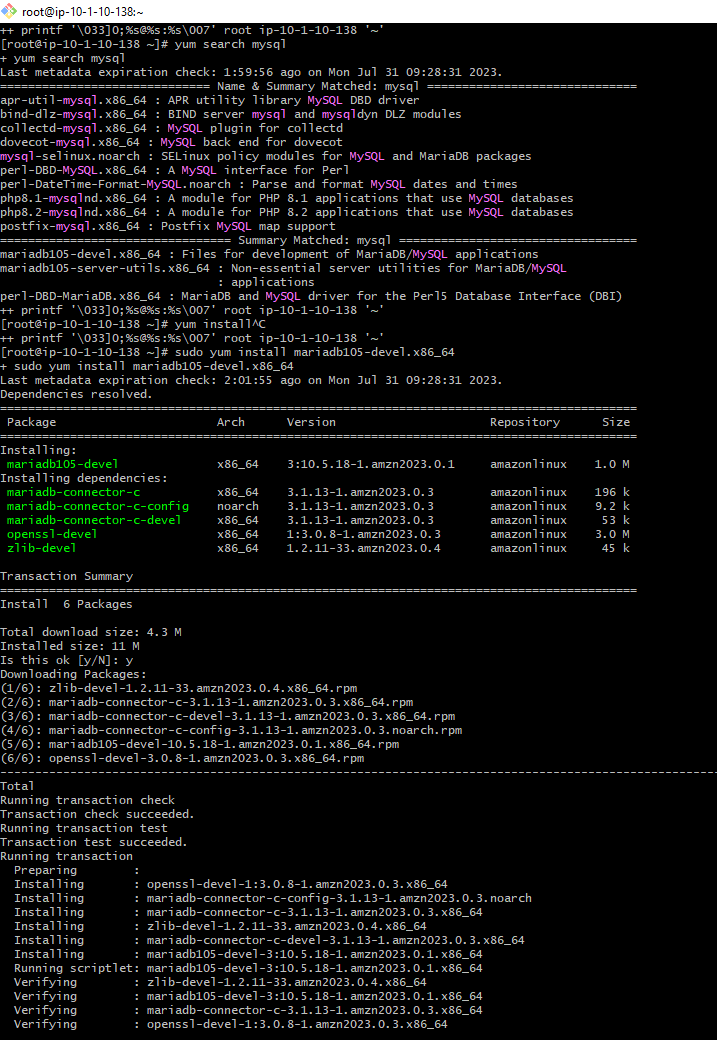 root@ip-10-1-10-138:~
++ printf '\033]0;%s@%s:%s\007' root ip-10-1-10-138 '~'
[root@ip-10-1-10-138 ~]# yum search mysql
+ yum search mysql
Last metadata expiration check: 1:59:56 ago on Mon Jul 31 09:28:31 2023.
============================== Name & Summary Matched: mysql ==============================
apr-util-mysql.x86_64 : APR utility library MySQL DBD driver
bind-dlz-mysql.x86_64 : BIND server mysql and mysqldyn DLZ modules
collectd-mysql.x86_64 : MySQL plugin for collectd
dovecot-mysql.x86_64 : MySQL back end for dovecot
mysql-selinux.noarch : SELinux policy modules for MySQL and MariaDB packages
perl-DBD-MySQL.x86_64 : A MySQL interface for Perl
perl-DateTime-Format-MySQL.noarch : Parse and format MySQL dates and times
php8.1-mysqlnd.x86_64 : A module for PHP 8.1 applications that use MySQL databases
php8.2-mysqlnd.x86_64 : A module for PHP 8.2 applications that use MySQL databases
postfix-mysql.x86_64 : Postfix MySQL map support
================================= Summary Matched: mysql ==================================
mariadb105-devel.x86_64 : Files for development of MariaDB/MySQL applications
mariadb105-server-utils.x86_64 : Non-essential server utilities for MariaDB/MySQL
                               : applications
perl-DBD-MariaDB.x86_64 : MariaDB and MySQL driver for the Perl5 Database Interface (DBI)
++ printf '\033]0;%s@%s:%s\007' root ip-10-1-10-138 '~'
[root@ip-10-1-10-138 ~]# yum install^C
++ printf '\033]0;%s@%s:%s\007' root ip-10-1-10-138 '~'
[root@ip-10-1-10-138 ~]# sudo yum install mariadb105-devel.x86_64
+ sudo yum install mariadb105-devel.x86_64
Last metadata expiration check: 2:01:55 ago on Mon Jul 31 09:28:31 2023.
Dependencies resolved.
===========================================================================================
 Package                      Arch      Version                      Repository      Size
===========================================================================================
Installing:
 mariadb105-devel             x86_64    3:10.5.18-1.amzn2023.0.1     amazonlinux    1.0 M
Installing dependencies:
 mariadb-connector-c          x86_64    3.1.13-1.amzn2023.0.3        amazonlinux    196 k
 mariadb-connector-c-config   noarch    3.1.13-1.amzn2023.0.3        amazonlinux    9.2 k
 mariadb-connector-c-devel    x86_64    3.1.13-1.amzn2023.0.3        amazonlinux     53 k
 openssl-devel                x86_64    1:3.0.8-1.amzn2023.0.3       amazonlinux    3.0 M
 zlib-devel                   x86_64    1.2.11-33.amzn2023.0.4       amazonlinux     45 k

Transaction Summary
===========================================================================================
Install  6 Packages

Total download size: 4.3 M
Installed size: 11 M
Is this ok [y/N]: y
Downloading Packages:
(1/6): zlib-devel-1.2.11-33.amzn2023.0.4.x86_64.rpm
(2/6): mariadb-connector-c-3.1.13-1.amzn2023.0.3.x86_64.rpm
(3/6): mariadb-connector-c-devel-3.1.13-1.amzn2023.0.3.x86_64.rpm
(4/6): mariadb-connector-c-config-3.1.13-1.amzn2023.0.3.noarch.rpm
(5/6): mariadb105-devel-10.5.18-1.amzn2023.0.1.x86_64.rpm
(6/6): openssl-devel-3.0.8-1.amzn2023.0.3.x86_64.rpm
------------------------------------------------------------------------------------------------------
Total
Running transaction check
Transaction check succeeded.
Running transaction test
Transaction test succeeded.
Running transaction
  Preparing        :
  Installing       : openssl-devel-1:3.0.8-1.amzn2023.0.3.x86_64
  Installing       : mariadb-connector-c-config-3.1.13-1.amzn2023.0.3.noarch
  Installing       : mariadb-connector-c-3.1.13-1.amzn2023.0.3.x86_64
  Installing       : zlib-devel-1.2.11-33.amzn2023.0.4.x86_64
  Installing       : mariadb-connector-c-devel-3.1.13-1.amzn2023.0.3.x86_64
  Installing       : mariadb105-devel-3:10.5.18-1.amzn2023.0.1.x86_64
  Running scriptlet: mariadb105-devel-3:10.5.18-1.amzn2023.0.1.x86_64
  Verifying        : zlib-devel-1.2.11-33.amzn2023.0.4.x86_64
  Verifying        : mariadb105-devel-3:10.5.18-1.amzn2023.0.1.x86_64
  Verifying        : mariadb-connector-c-3.1.13-1.amzn2023.0.3.x86_64
  Verifying        : openssl-devel-1:3.0.8-1.amzn2023.0.3.x86_64